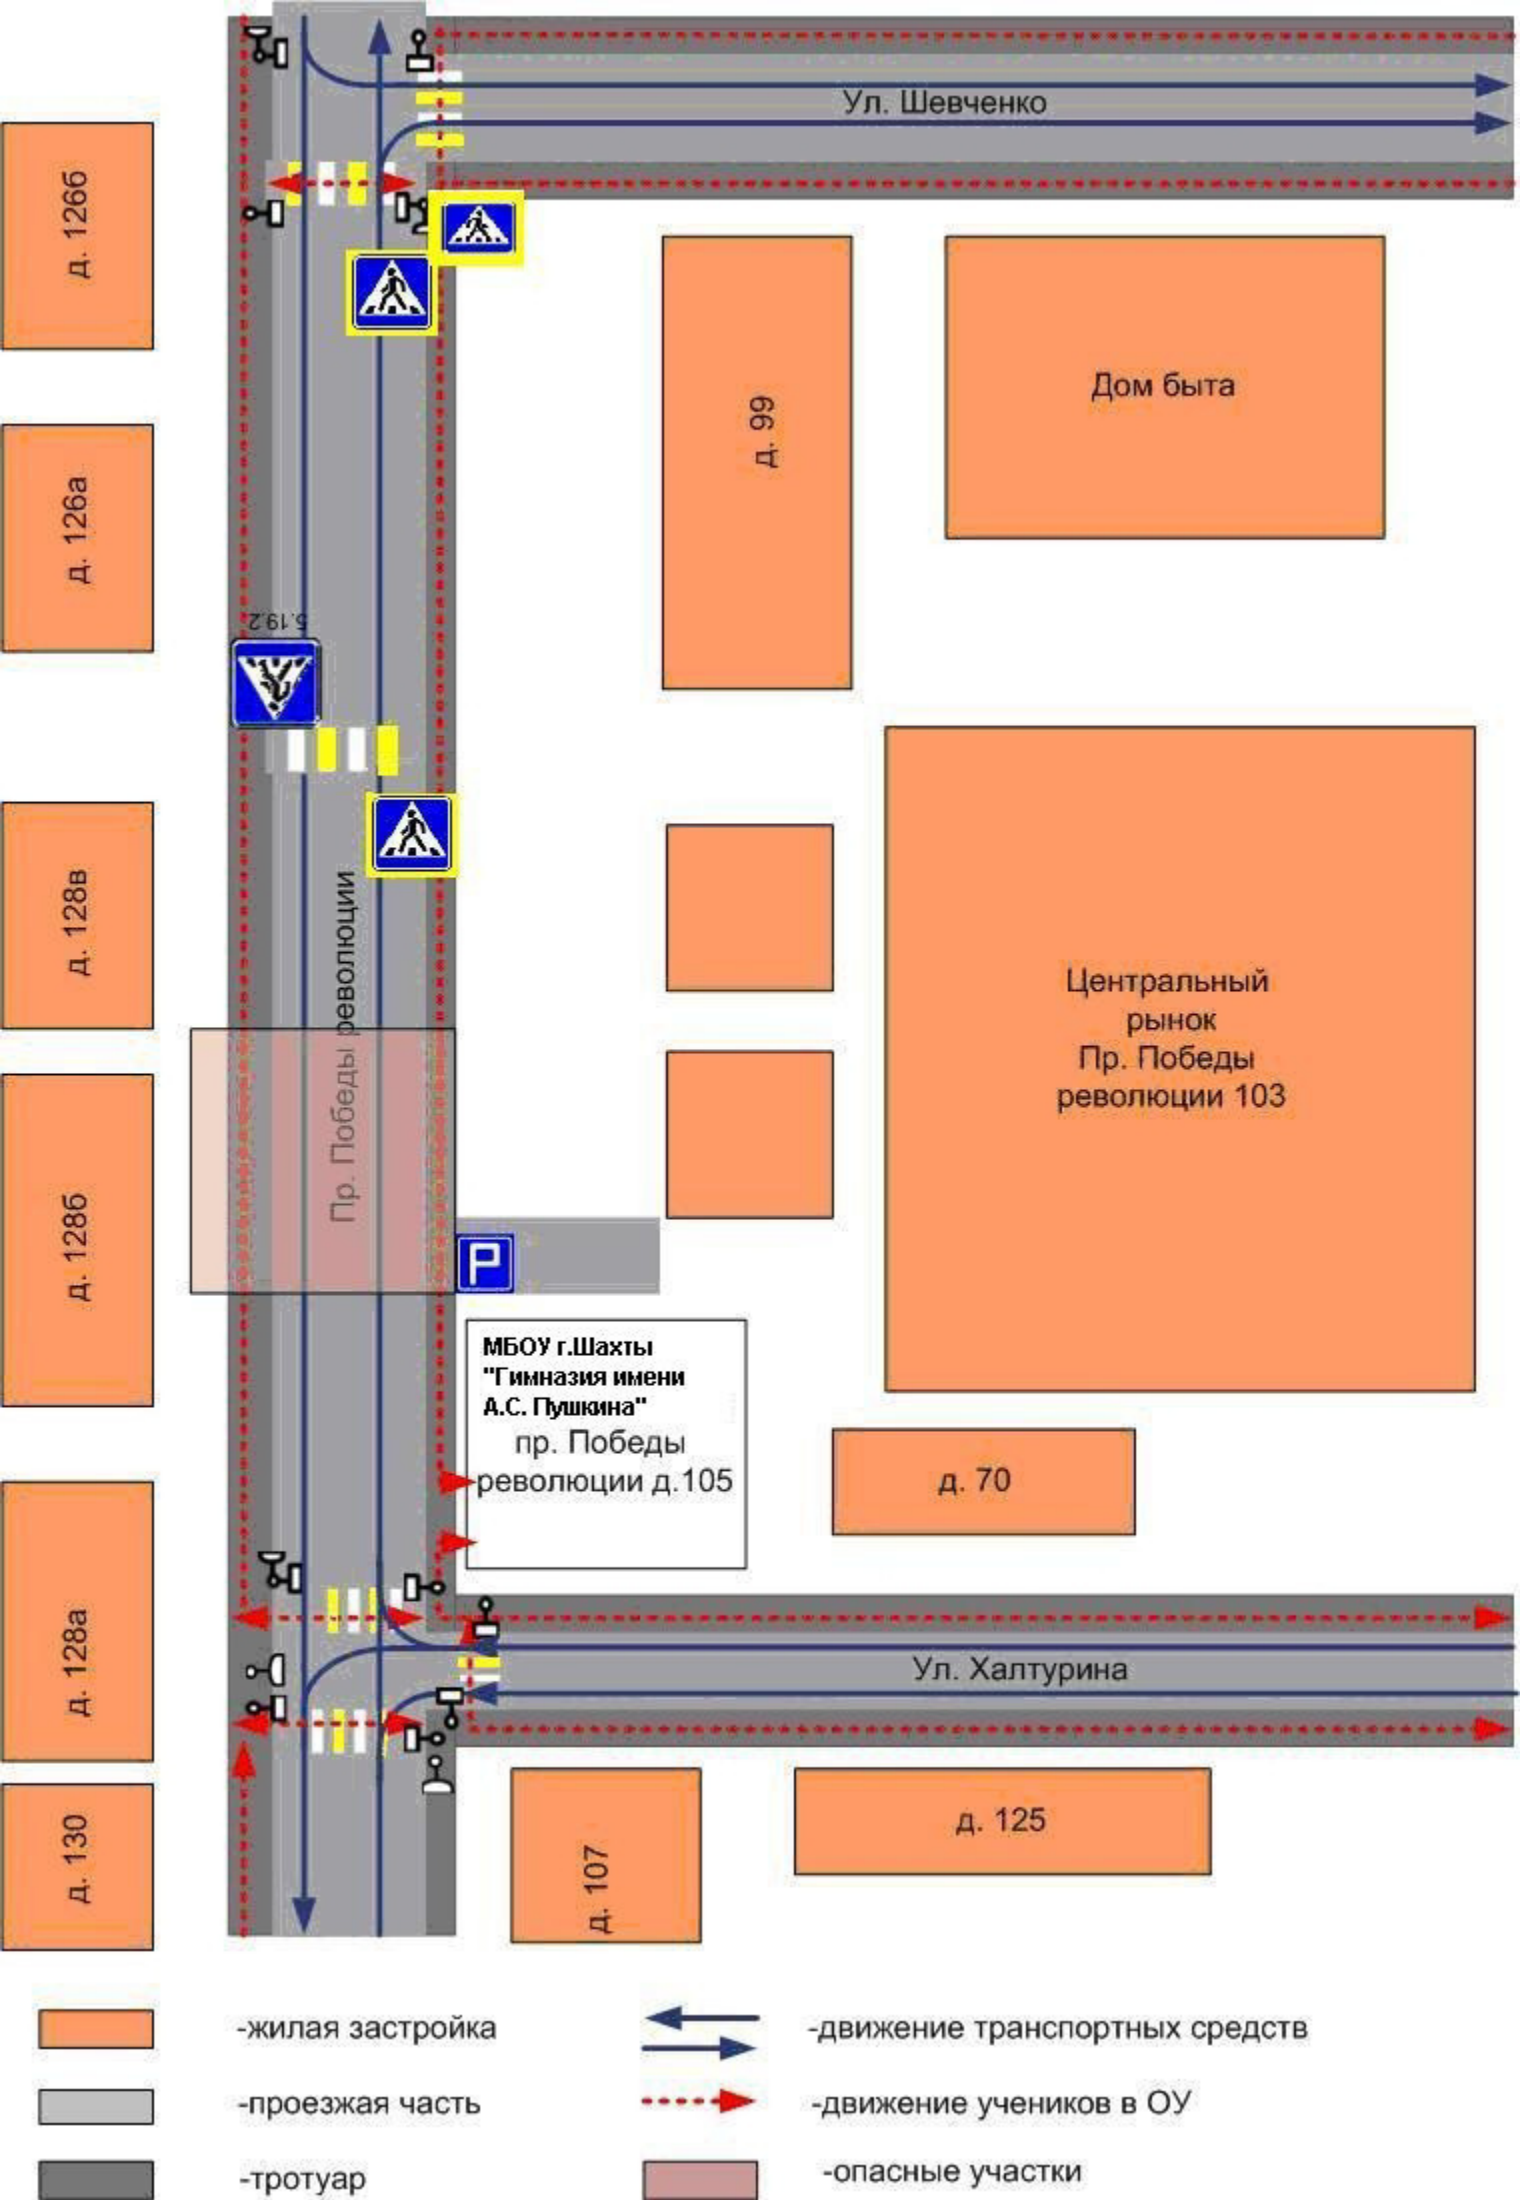 Ул. Шевченко
д. 126б
д. 99
Дом быта
д. 126а
5.19.2
д. 128в
Пр. Победы революции
Центральный
рынок
Пр. Победы
революции 103
д. 128б
P
МБОУ г.Шахты
"Гимназия имени
А.С. Пушкина"
пр. Победы
революции д.105
д. 70
д. 128а
Ул. Халтурина
д. 130
д. 107
д. 125
-жилая застройка
-движение транспортных средств
-проезжая часть
-движение учеников в ОУ
-тротуар
-опасные участки